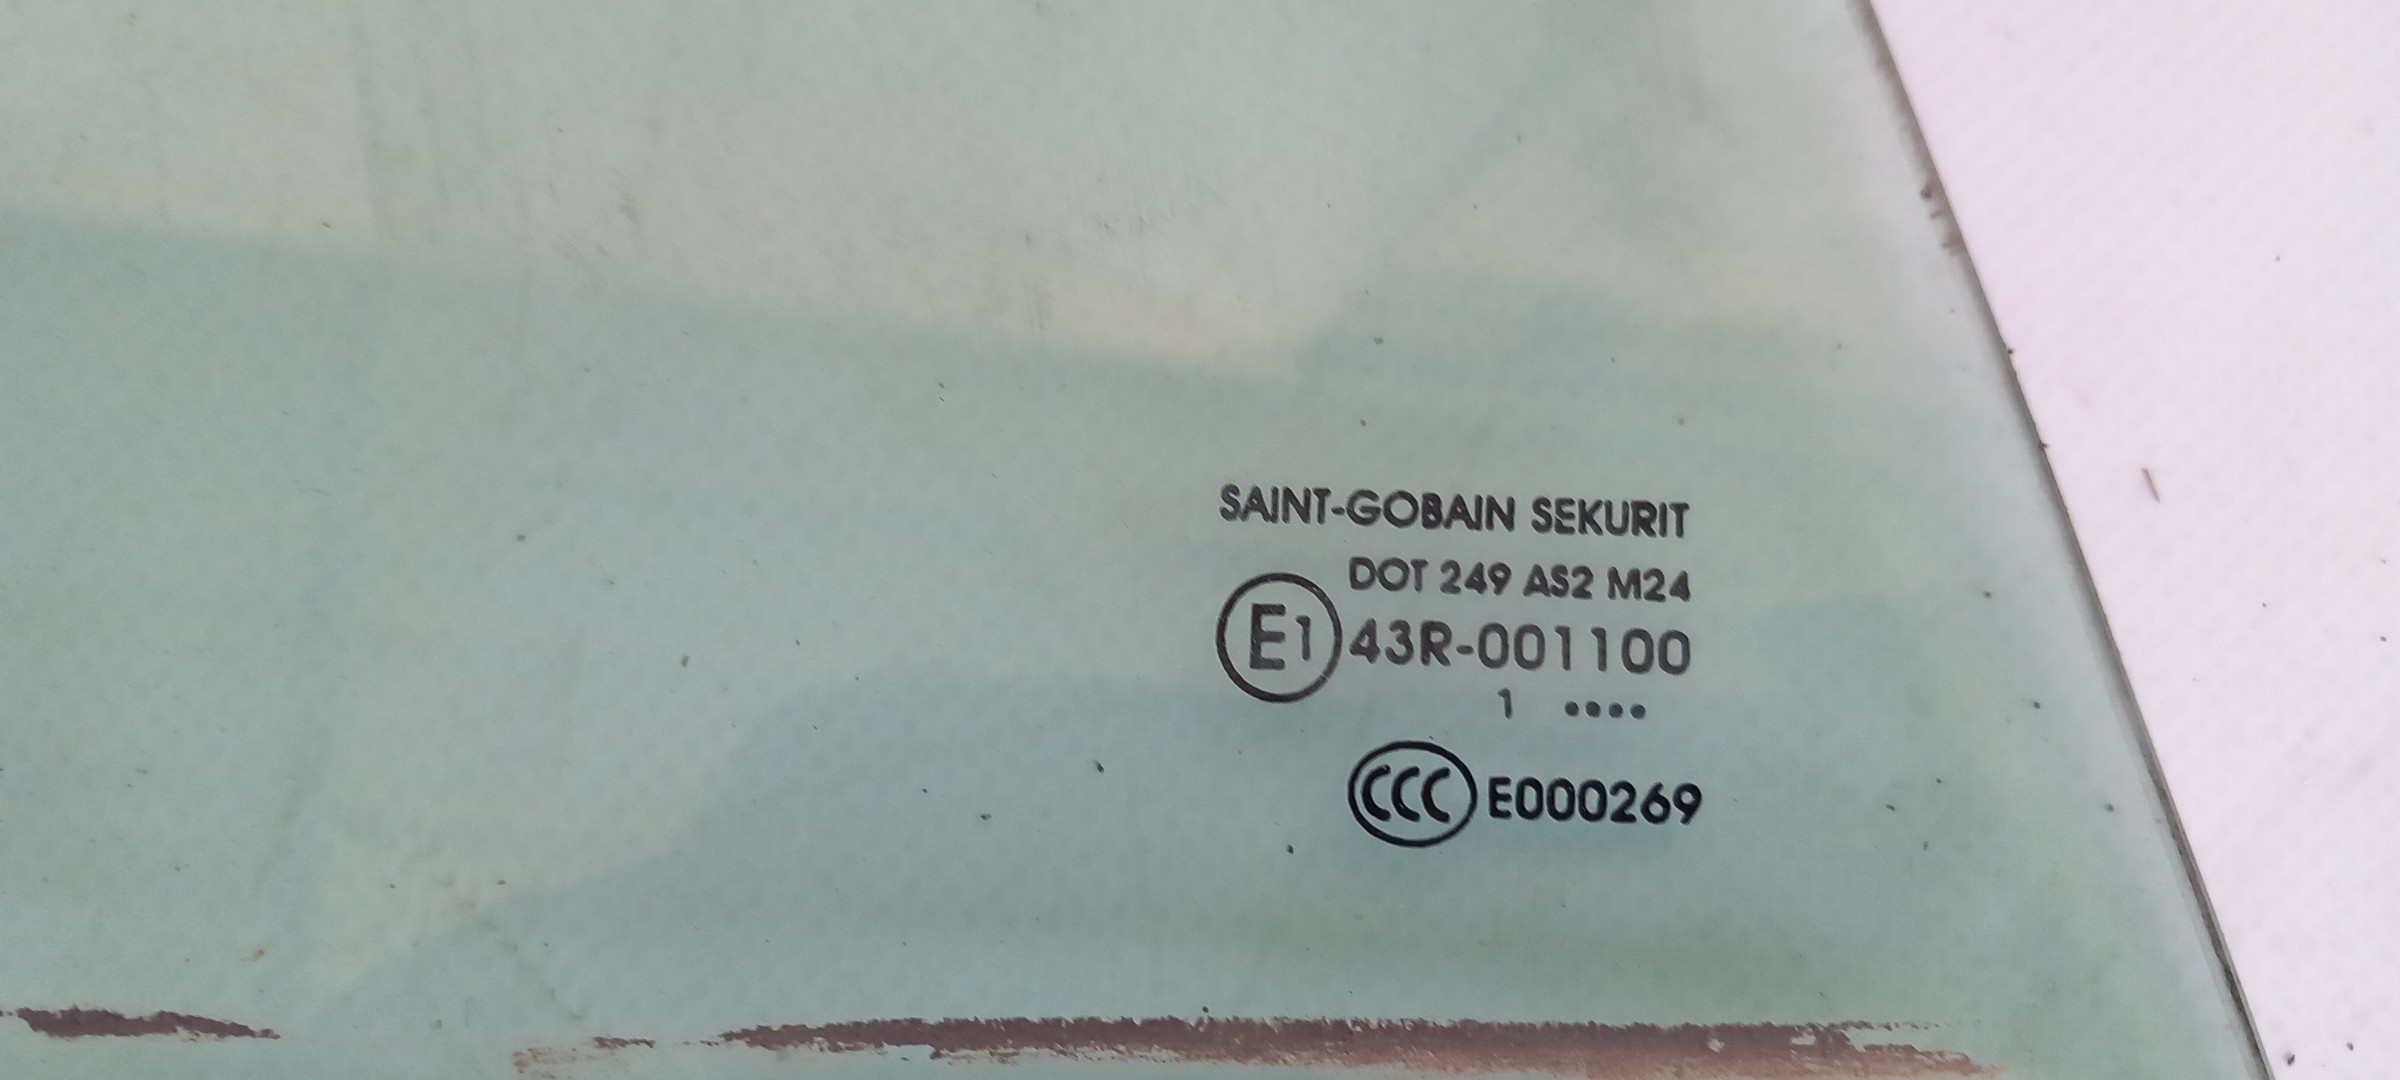 SAINT-GOBAIN SEKURIT
DOT 249 AS2 M24
E1 43R-001100
1 ••••
CCC E000269